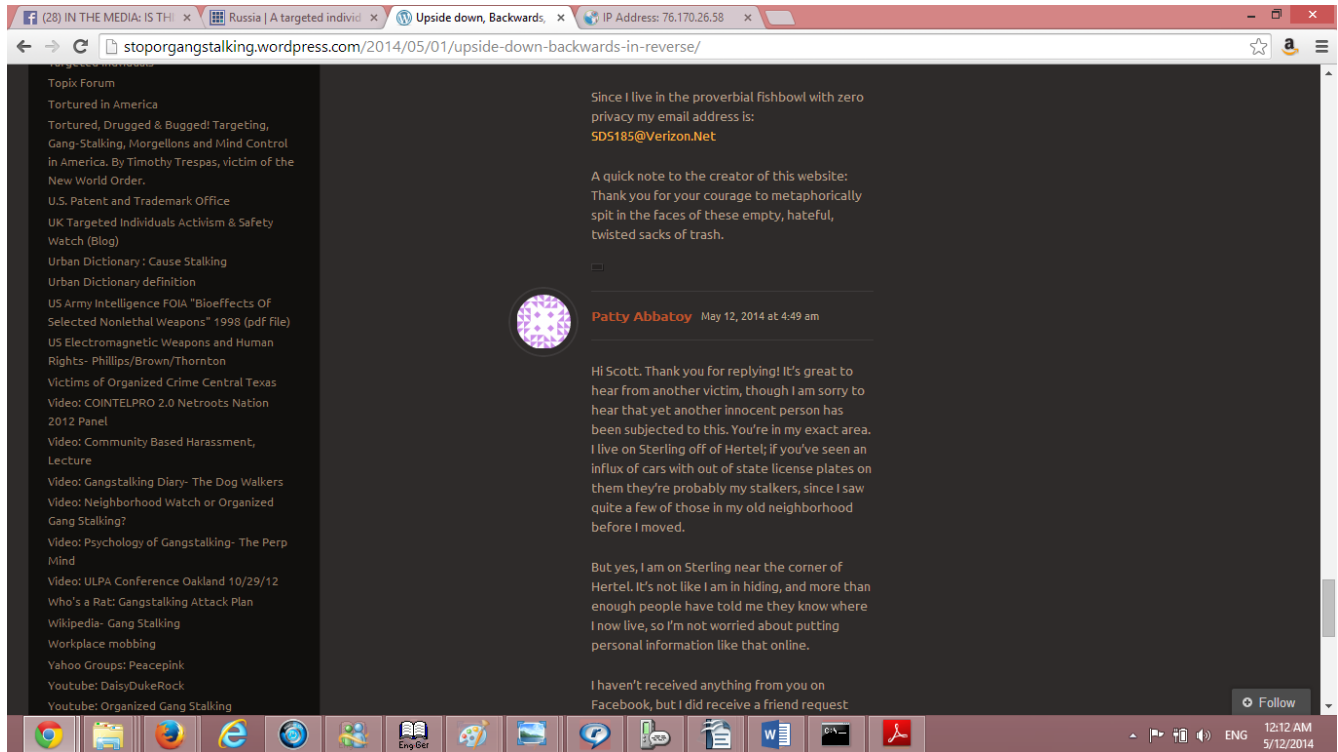 (28) IN THE MEDIA: IS TH
Russia | A targeted individ
Upside down, Backwards,
IP Address: 76.170.26.58
stoporgangstalking.wordpress.com/2014/05/01/upside-down-backwards-in-reverse/
Targeted Individuals
Topix Forum
Tortured in America
Tortured, Drugged & Bugged! Targeting,
Gang-Stalking, Morgellons and Mind Control
in America. By Timothy Trespas, victim of the
New World Order.
U.S. Patent and Trademark Office
UK Targeted Individuals Activism & Safety
Watch (Blog)
Urban Dictionary : Cause Stalking
Urban Dictionary definition
US Army Intelligence FOIA "Bioeffects Of
Selected Nonlethal Weapons" 1998 (pdf file)
US Electromagnetic Weapons and Human
Rights- Phillips/Brown/Thornton
Victims of Organized Crime Central Texas
Video: COINTELPRO 2.0 Netroots Nation
2012 Panel
Video: Community Based Harassment,
Lecture
Video: Gangstalking Diary- The Dog Walkers
Video: Neighborhood Watch or Organized
Gang Stalking?
Video: Psychology of Gangstalking- The Perp
Mind
Video: ULPA Conference Oakland 10/29/12
Who's a Rat: Gangstalking Attack Plan
Wikipedia- Gang Stalking
Workplace mobbing
Yahoo Groups: Peacepink
Youtube: DaisyDukeRock
Youtube: Organized Gang Stalking
Since I live in the proverbial fishbowl with zero
privacy my email address is:
SDS185@Verizon.Net
A quick note to the creator of this website:
Thank you for your courage to metaphorically
spit in the faces of these empty, hateful,
twisted sacks of trash.
Patty Abbatoy May 12, 2014 at 4:49 am
Hi Scott. Thank you for replying! It's great to
hear from another victim, though I am sorry to
hear that yet another innocent person has
been subjected to this. You're in my exact area.
I live on Sterling off of Hertel; if you've seen an
influx of cars with out of state license plates on
them they're probably my stalkers, since I saw
quite a few of those in my old neighborhood
before I moved.
But yes, I am on Sterling near the corner of
Hertel. It's not like I am in hiding, and more than
enough people have told me they know where
I now live, so I'm not worried about putting
personal information like that online.
I haven't received anything from you on
Facebook, but I did receive a friend request
Follow
Eng Ger
ENG
12:12 AM
5/12/2014